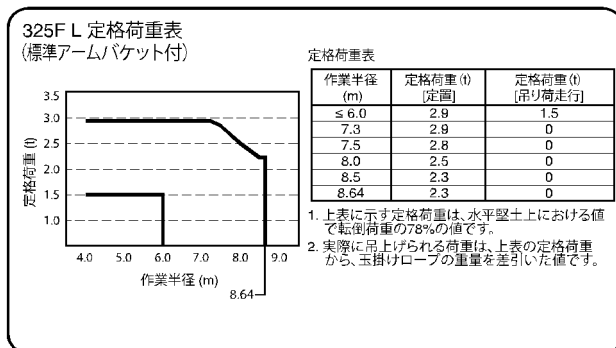 325F L 定格荷重表
(標準アームバケット付)
定格荷重 (t)
3.5
3.0
2.5
2.0
1.5
1.0
4.0 5.0 6.0 7.0 8.0 9.0
作業半径 (m)
8.64
定格荷重表
作業半径 (m) 定格荷重 (t) [定置] 定格荷重 (t) [吊り荷走行]
≤ 6.0 2.9 1.5
7.3 2.9 0
7.5 2.8 0
8.0 2.5 0
8.5 2.3 0
8.64 2.3 0
1. 上表に示す定格荷重は、水平堅土上における値
で転倒荷重の78%の値です。
2. 実際に吊上げられる荷重は、上表の定格荷重
から、玉掛けロープの重量を差引いた値です。